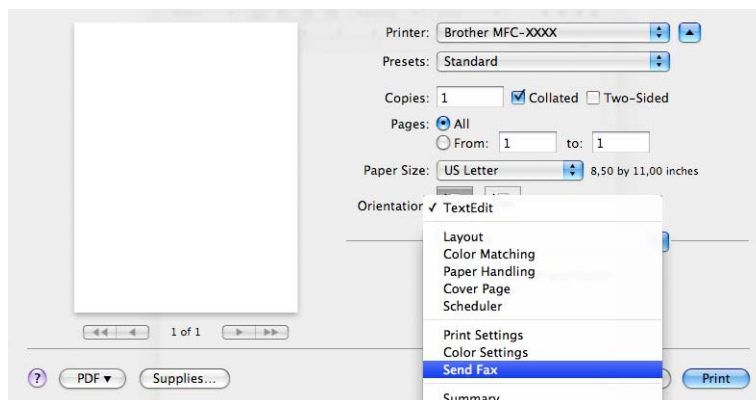 Printer: Brother MFC-XXXX
Presets: Standard
Copies: 1 Collated Two-Sided
Pages: All
From: 1 to: 1
Paper Size: US Letter 8,50 by 11,00 inches
Orientation
✓ TextEdit
Layout
Color Matching
Paper Handling
Cover Page
Scheduler
Print Settings
Color Settings
Send Fax
Summary
1 of 1
? PDF▼ Supplies... Print